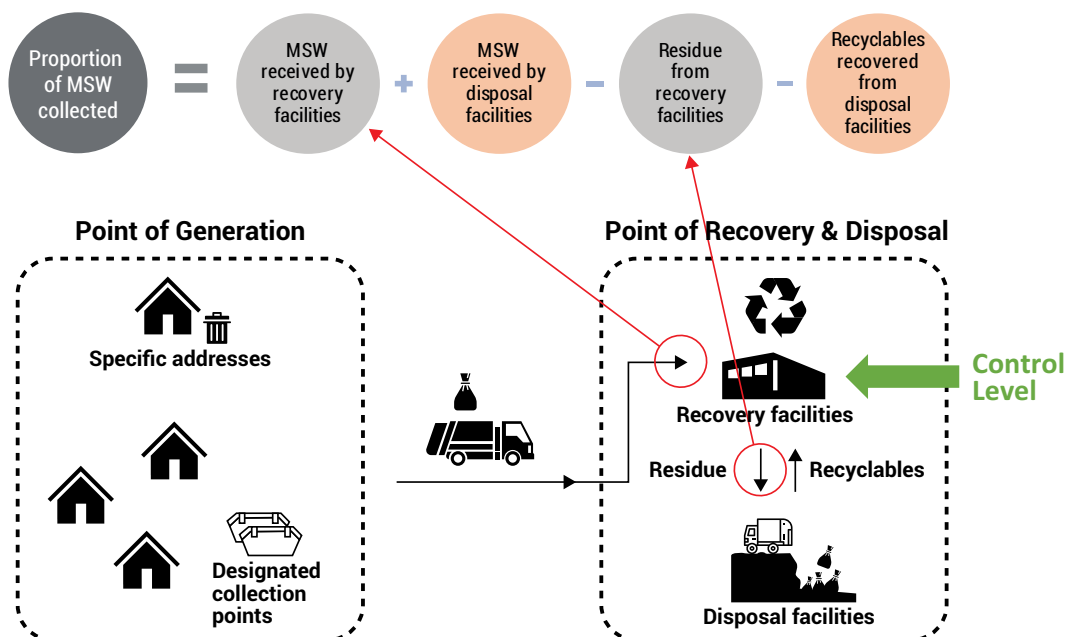 Proportion
of MSW
collected
=
MSW
received by
recovery
facilities
+
MSW
received by
disposal
facilities
-
Residue
from
recovery
facilities
-
Recyclables
recovered
from
disposal
facilities
Point of Generation
Point of Recovery & Disposal
Specific addresses
Control
Level
Recovery facilities
Residue
Recyclables
Designated
collection
points
Disposal facilities